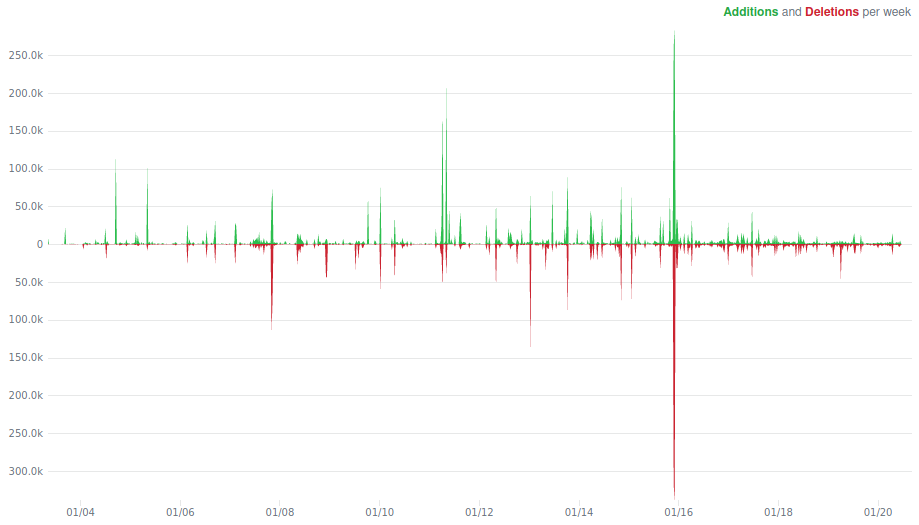 Additions and Deletions per week
250.0k
200.0k
150.0k
100.0k
50.0k
0
50.0k
100.0k
150.0k
200.0k
250.0k
300.0k
01/04 01/06 01/08 01/10 01/12 01/14 01/16 01/18 01/20